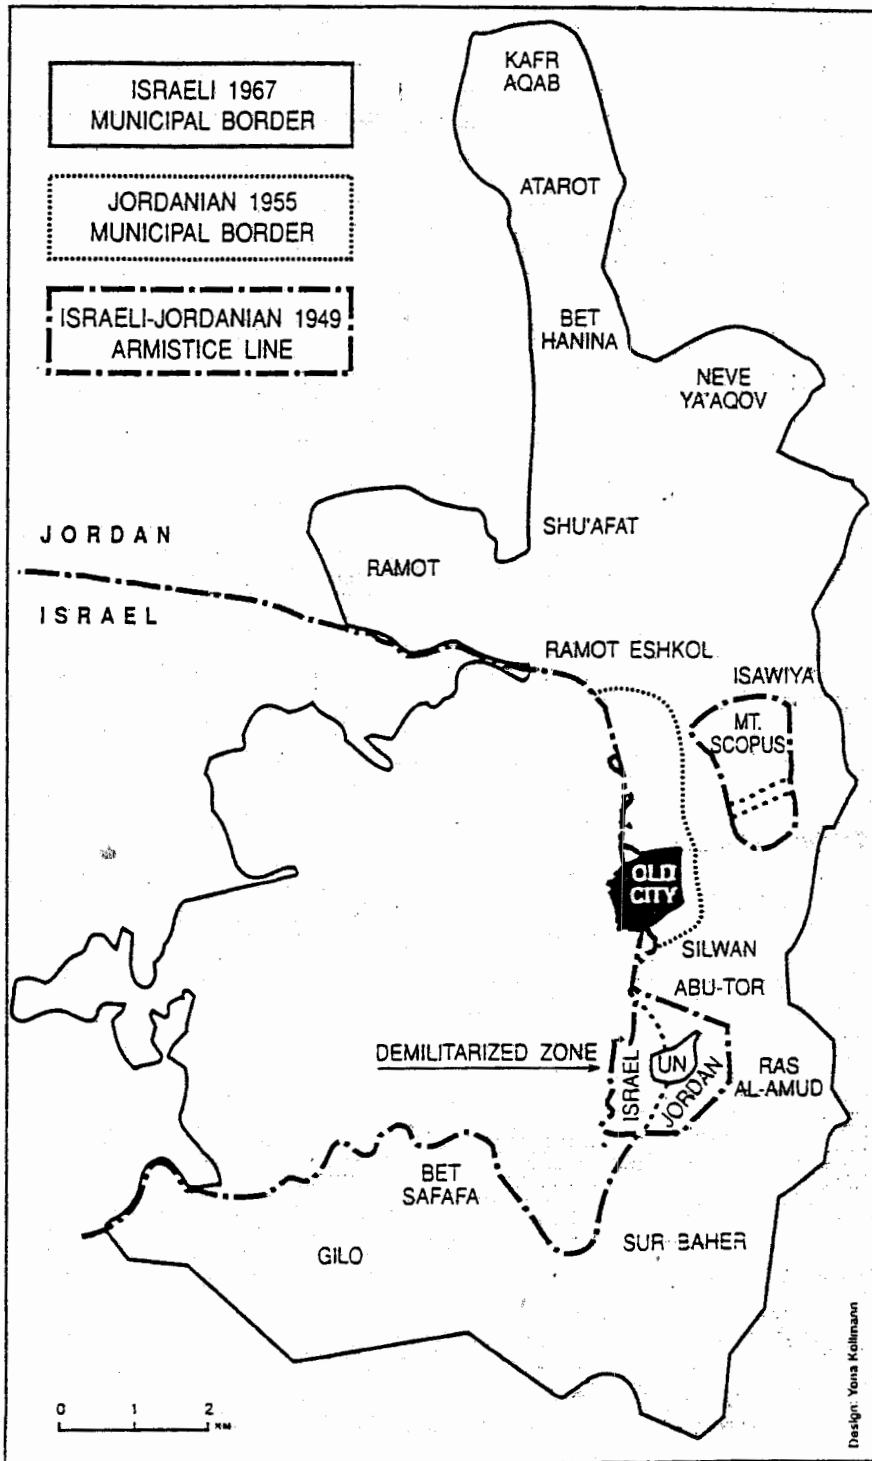 ISRAELI 1967
MUNICIPAL BORDER
JORDANIAN 1955
MUNICIPAL BORDER
ISRAELI-JORDANIAN 1949
ARMISTICE LINE
KAFR
AQAB
ATAROT
BET
HANINA
NEVE
YA'AQOV
SHU'AFAT
JORDAN
RAMOT
ISRAEL
RAMOT ESHKOL
ISAWIYA
MT.
SCOPUS
OLD
CITY
SILWAN
ABU-TOR
DEMILITARIZED ZONE
ISRAEL
UN
JORDAN
RAS
AL-AMUD
BET
SAFAFA
SUR BAHER
GILO
0 1 2
KM
Design: Yona Kollmann